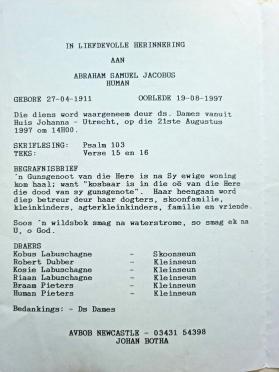 IN LIEFDEVOLLE HERINNERING
AAN
ABRAHAM SAMUEL JACOBUS
HUMAN
GEBORE 27-04-1911 OORLEDE 19-08-1997
Die diens word waargeneem deur ds. Dames vanuit
Huis Johanna - Utrecht, op die 21ste Augustus
1997 om 14H00.
SKRIFLESING: Psalm 103
TEKS: Verse 15 en 16
BEGRAFNISBRIEF
'n Gunsgenoot van die Here is na Sy ewige woning
kom haal; want "kosbaar is in die oë van die Here
die dood van sy gunsgenote". Haar heengaan word
diep betreur deur haar dogters, skoonfamilie,
kleinkinders, agterkleinkinders, familie en vriende.
Soos 'n wildsbok smag na waterstrome, so smag ek na
U, o God.
DRAERS
Kobus Labuschagne - Skoonseun
Robert Dubber - Kleinseun
Kosie Labuschagne - Kleinseun
Riaan Labuschagne - Kleinseun
Braam Pieters - Kleinseun
Human Pieters - Kleinseun
Bedankings: - Ds Dames
AVBOB NEWCASTLE - 03431 54398
JOHAN BOTHA